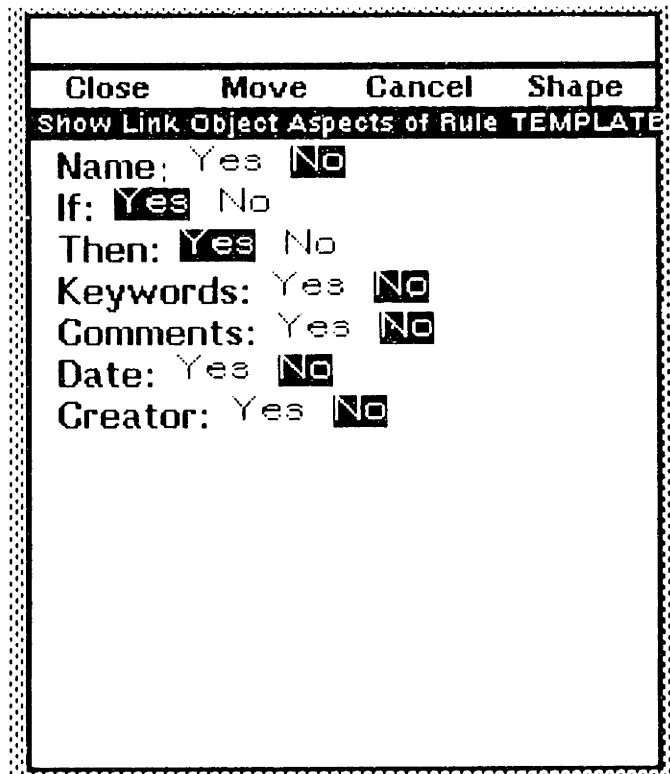 Close Move Cancel Shape
Show Link Object Aspects of Rule TEMPLATE
Name: Yes No
If: Yes No
Then: Yes No
Keywords: Yes No
Comments: Yes No
Date: Yes No
Creator: Yes No